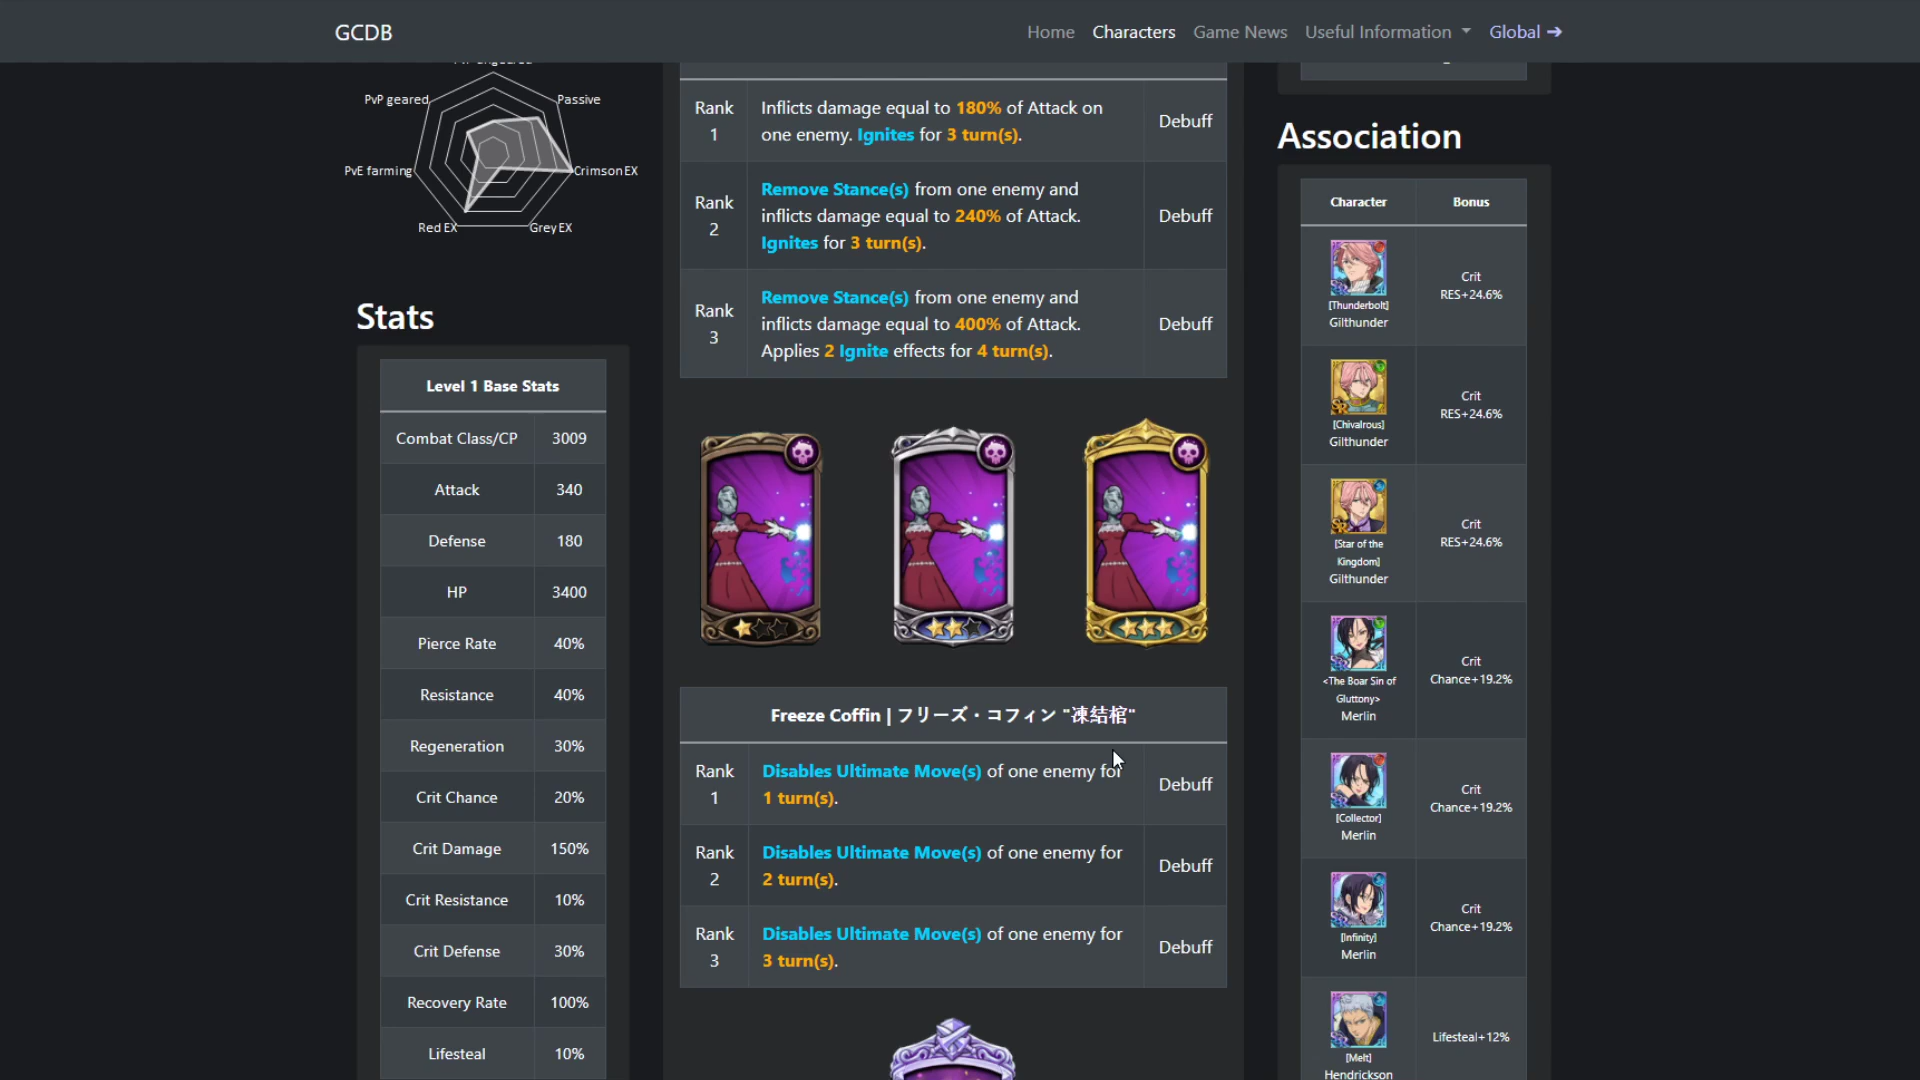 GCDB
Home Characters Game News Useful Information Global ➔
PvP geared
Passive
PvE farming
Crimson EX
Red EX
Grey EX
Stats
Level 1 Base Stats
Combat Class/CP 3009
Attack 340
Defense 180
HP 3400
Pierce Rate 40%
Resistance 40%
Regeneration 30%
Crit Chance 20%
Crit Damage 150%
Crit Resistance 10%
Crit Defense 30%
Recovery Rate 100%
Lifesteal 10%
Rank
1
Inflicts damage equal to 180% of Attack on
one enemy. Ignites for 3 turn(s).
Debuff
Rank
2
Remove Stance(s) from one enemy and
inflicts damage equal to 240% of Attack.
Ignites for 3 turn(s).
Debuff
Rank
3
Remove Stance(s) from one enemy and
inflicts damage equal to 400% of Attack.
Applies 2 Ignite effects for 4 turn(s).
Debuff
Freeze Coffin | フリーズ・コフィン "凍結棺"
Rank
1
Disables Ultimate Move(s) of one enemy for
1 turn(s).
Debuff
Rank
2
Disables Ultimate Move(s) of one enemy for
2 turn(s).
Debuff
Rank
3
Disables Ultimate Move(s) of one enemy for
3 turn(s).
Debuff
Association
Character Bonus
[Thunderbolt]
Gilthunder
Crit
RES+24.6%
[Chivalrous]
Gilthunder
Crit
RES+24.6%
[Star of the
Kingdom]
Gilthunder
Crit
RES+24.6%
<The Boar Sin of
Gluttony>
Merlin
Crit
Chance+19.2%
[Collector]
Merlin
Crit
Chance+19.2%
[Infinity]
Merlin
Crit
Chance+19.2%
[Melt]
Hendrickson
Lifesteal+12%